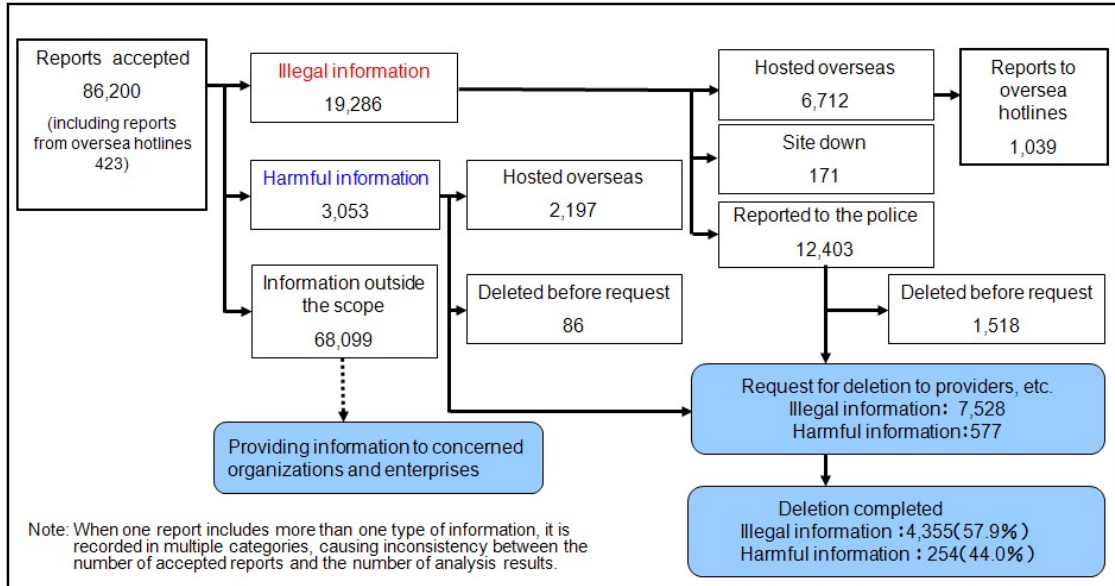 Reports accepted
86,200
(including reports
from oversea hotlines
423)
Illegal information
19,286
Harmful information
3,053
Information outside
the scope
68,099
Hosted overseas
2,197
Deleted before request
86
Hosted overseas
6,712
Site down
171
Reported to the police
12,403
Reports to
oversea
hotlines
1,039
Deleted before request
1,518
Request for deletion to providers, etc.
Illegal information: 7,528
Harmful information:577
Providing information to concerned
organizations and enterprises
Deletion completed
Illegal information :4,355(57.9%)
Harmful information : 254(44.0%)
Note: When one report includes more than one type of information, it is
recorded in multiple categories, causing inconsistency between the
number of accepted reports and the number of analysis results.